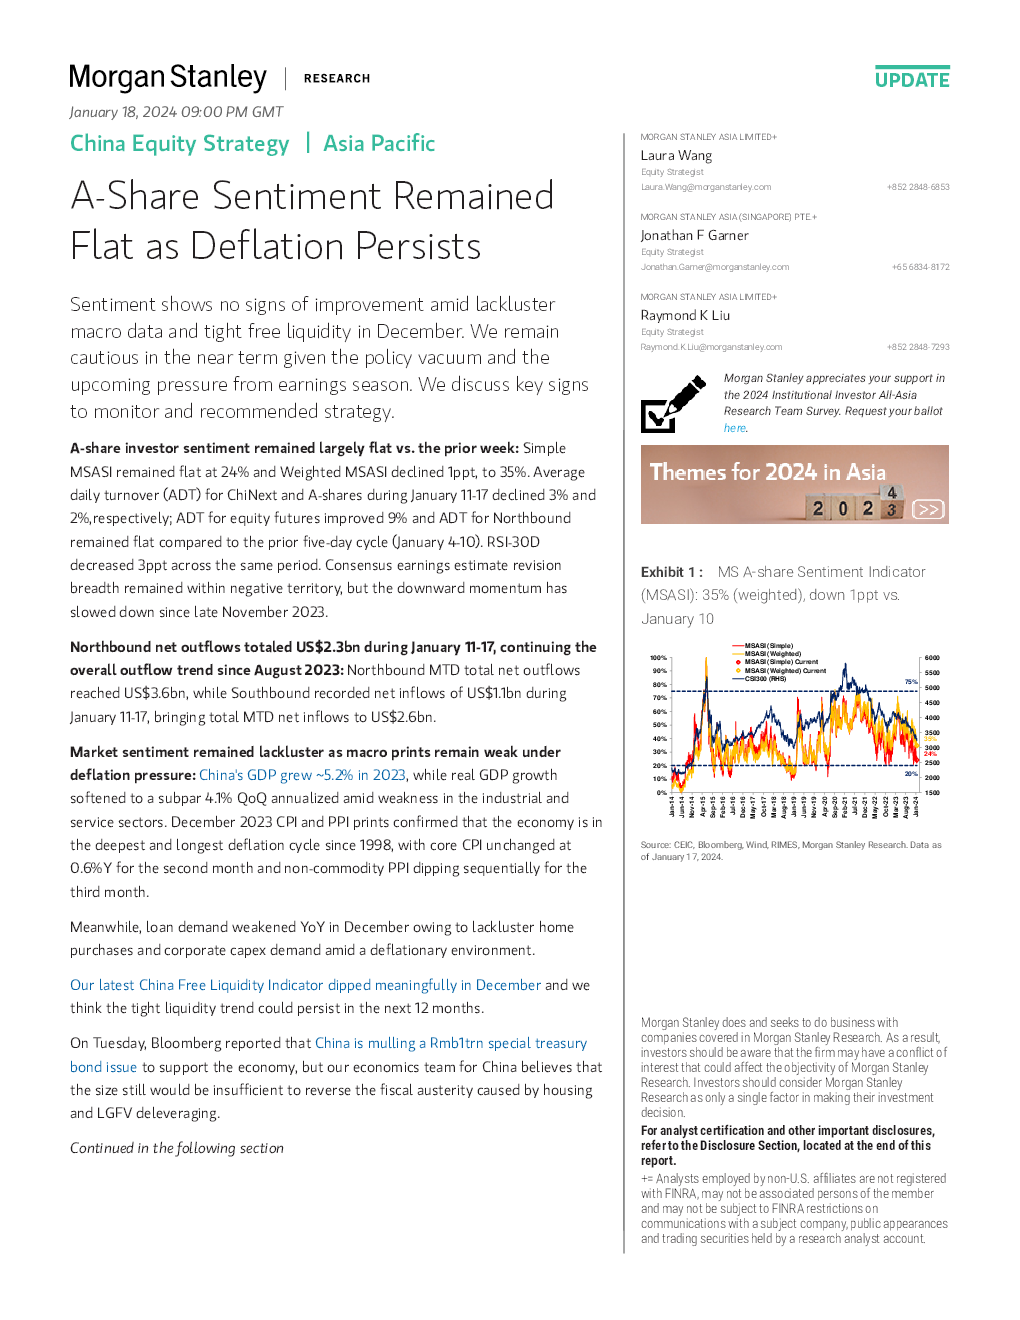 Morgan Stanley | RESEARCH
UPDATE
January 18, 2024 09:00 PM GMT
China Equity Strategy | Asia Pacific
A-Share Sentiment Remained
Flat as Deflation Persists
Sentiment shows no signs of improvement amid lackluster
macro data and tight free liquidity in December. We remain
cautious in the near term given the policy vacuum and the
upcoming pressure from earnings season. We discuss key signs
to monitor and recommended strategy.
A-share investor sentiment remained largely flat vs. the prior week: Simple
MSASI remained flat at 24% and Weighted MSASI declined 1ppt, to 35%. Average
daily turnover (ADT) for ChiNext and A-shares during January 11-17 declined 3% and
2%,respectively; ADT for equity futures improved 9% and ADT for Northbound
remained flat compared to the prior five-day cycle (January 4-10). RSI-30D
decreased 3ppt across the same period. Consensus earnings estimate revision
breadth remained within negative territory, but the downward momentum has
slowed down since late November 2023.
Northbound net outflows totaled US$2.3bn during January 11-17, continuing the
overall outflow trend since August 2023: Northbound MTD total net outflows
reached US$3.6bn, while Southbound recorded net inflows of US$1.1bn during
January 11-17, bringing total MTD net inflows to US$2.6bn.
Market sentiment remained lackluster as macro prints remain weak under
deflation pressure: China's GDP grew ~5.2% in 2023, while real GDP growth
softened to a subpar 4.1% QoQ annualized amid weakness in the industrial and
service sectors. December 2023 CPI and PPI prints confirmed that the economy is in
the deepest and longest deflation cycle since 1998, with core CPI unchanged at
0.6%Y for the second month and non-commodity PPI dipping sequentially for the
third month.
Meanwhile, loan demand weakened YoY in December owing to lackluster home
purchases and corporate capex demand amid a deflationary environment.
Our latest China Free Liquidity Indicator dipped meaningfully in December and we
think the tight liquidity trend could persist in the next 12 months.
On Tuesday, Bloomberg reported that China is mulling a Rmb1trn special treasury
bond issue to support the economy, but our economics team for China believes that
the size still would be insufficient to reverse the fiscal austerity caused by housing
and LGFV deleveraging.
Continued in the following section
MORGAN STANLEY ASIA LIMITED+
Laura Wang
Equity Strategist
Laura.Wang@morganstanley.com +852 2848-6853
MORGAN STANLEY ASIA (SINGAPORE) PTE.+
Jonathan F Garner
Equity Strategist
Jonathan.Garner@morganstanley.com +65 6834-8172
MORGAN STANLEY ASIA LIMITED+
Raymond K Liu
Equity Strategist
Raymond.K.Liu@morganstanley.com +852 2848-7293
Morgan Stanley appreciates your support in
the 2024 Institutional Investor All-Asia
Research Team Survey. Request your ballot
here.
Themes for 2024 in Asia
4
2 0 2 3
>>
Exhibit 1 : MS A-share Sentiment Indicator
(MSASI): 35% (weighted), down 1ppt vs.
January 10
MSASI (Simple)
MSASI (Weighted)
MSASI (Simple) Current
MSASI (Weighted) Current
CSI300 (RHS)
100%
90%
80%
70%
60%
50%
40%
30%
20%
10%
0%
6000
5500
5000
4500
4000
3500
3000
2500
2000
1500
75%
35%
24%
20%
Jan-14
Jun-14
Nov-14
Apr-15
Sep-15
Feb-16
Jul-16
Dec-16
May-17
Oct-17
Mar-18
Aug-18
Jan-19
Jun-19
Nov-19
Apr-20
Sep-20
Feb-21
Jul-21
Dec-21
May-22
Oct-22
Mar-23
Aug-23
Jan-24
Source: CEIC, Bloomberg, Wind, RIMES, Morgan Stanley Research. Data as
of January 17, 2024.
Morgan Stanley does and seeks to do business with
companies covered in Morgan Stanley Research. As a result,
investors should be aware that the firm may have a conflict of
interest that could affect the objectivity of Morgan Stanley
Research. Investors should consider Morgan Stanley
Research as only a single factor in making their investment
decision.
For analyst certification and other important disclosures,
refer to the Disclosure Section, located at the end of this
report.
+= Analysts employed by non-U.S. affiliates are not registered
with FINRA, may not be associated persons of the member
and may not be subject to FINRA restrictions on
communications with a subject company, public appearances
and trading securities held by a research analyst account.